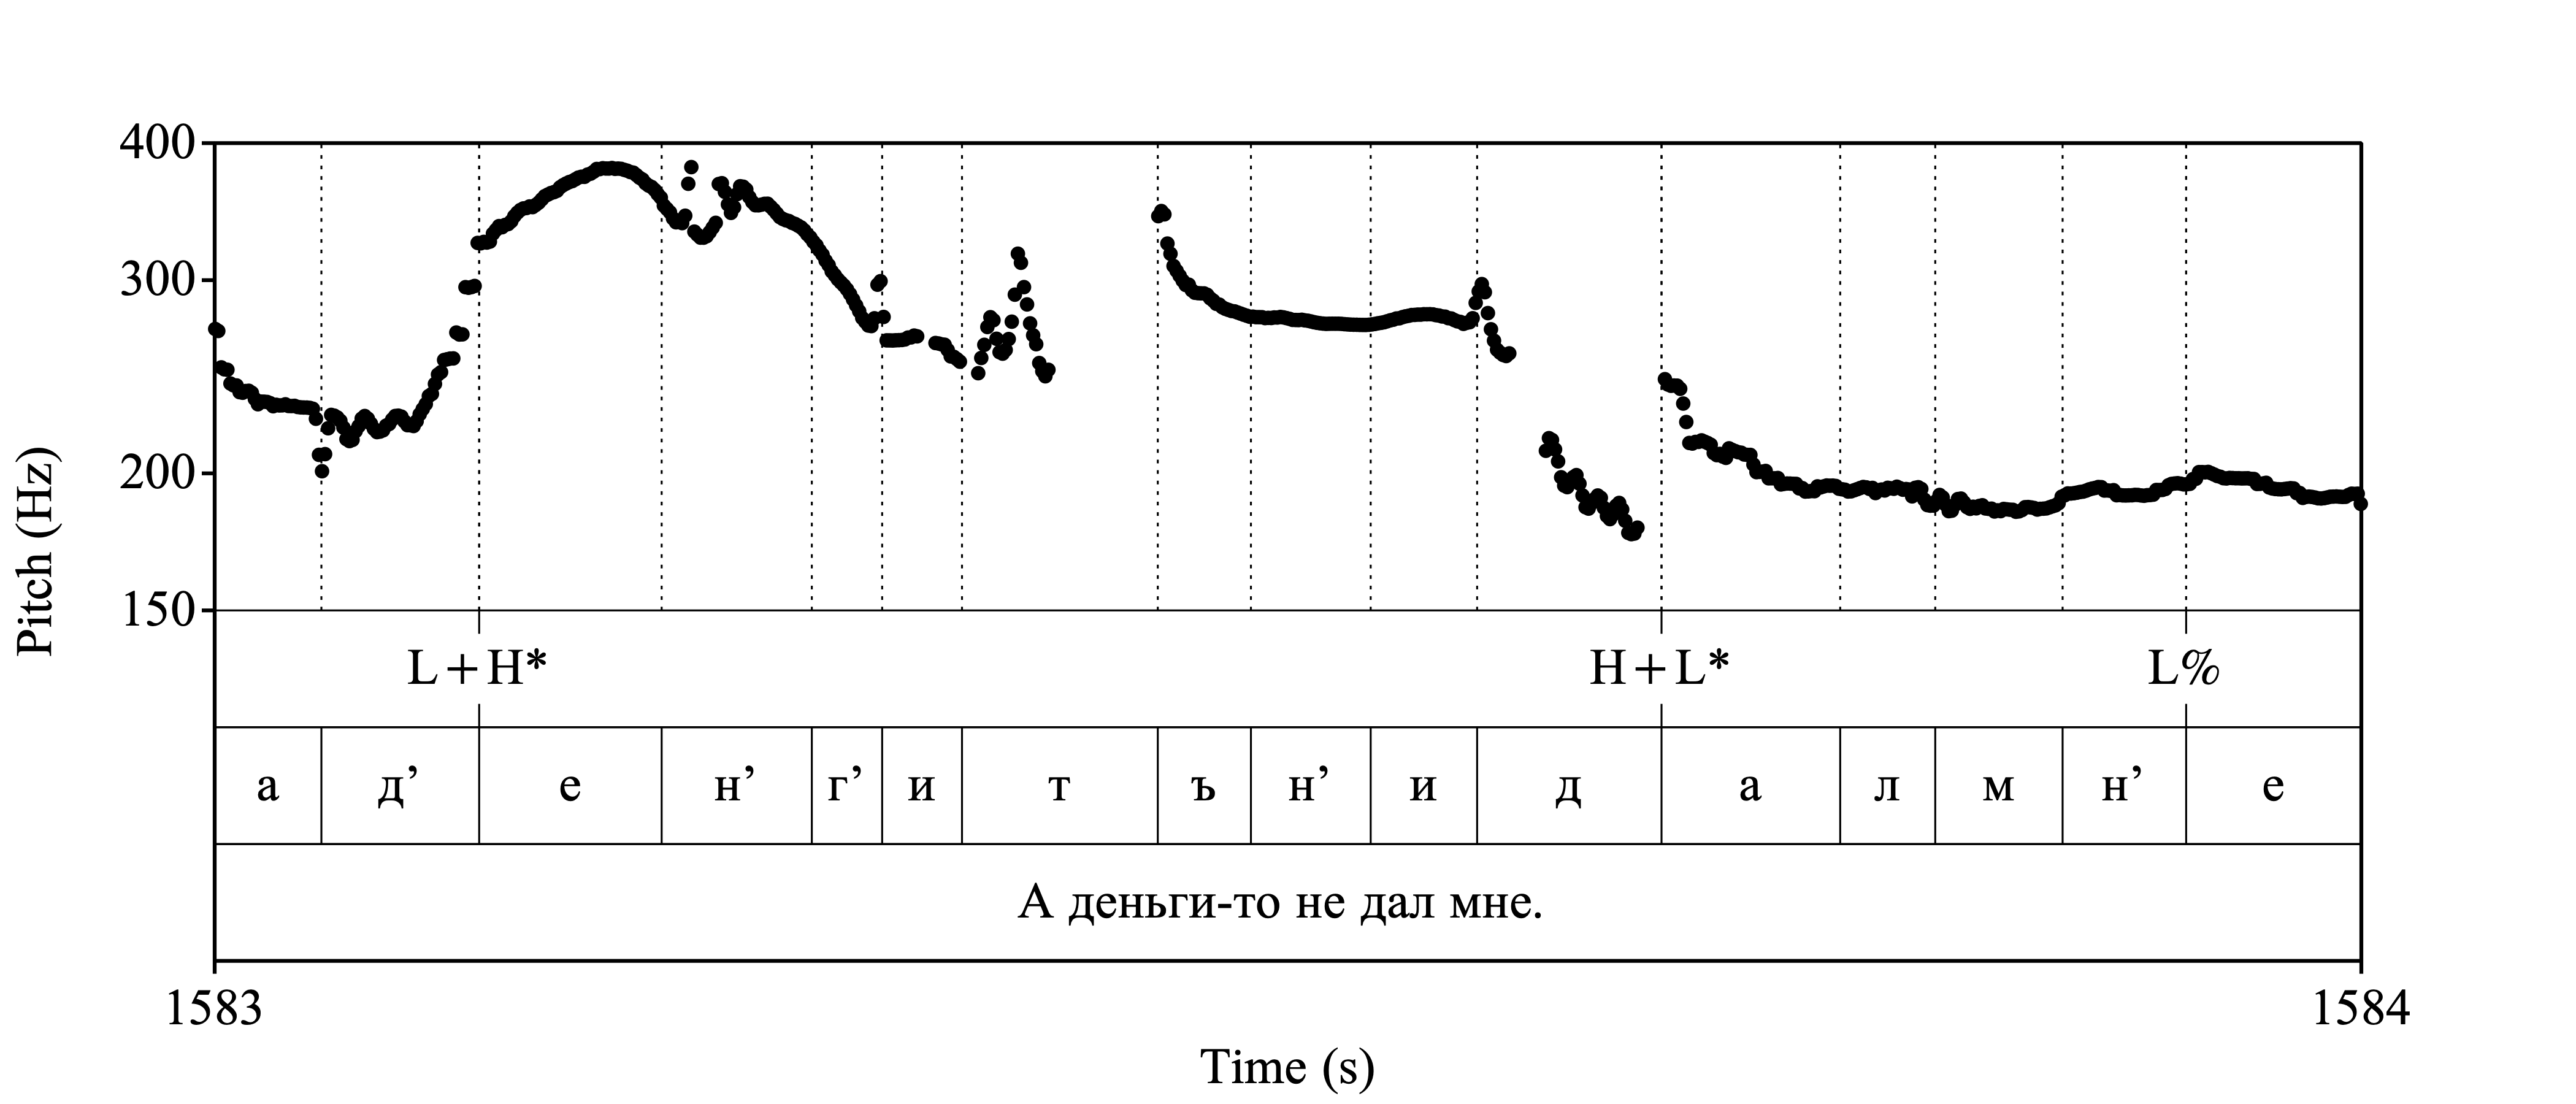 400
300
200
150
Pitch (Hz)
L+H* H+L* L%
а д’ е н’ г’ и т ъ н’ и д а л м н’ е
А деньги-то не дал мне.
1583 1584
Time (s)